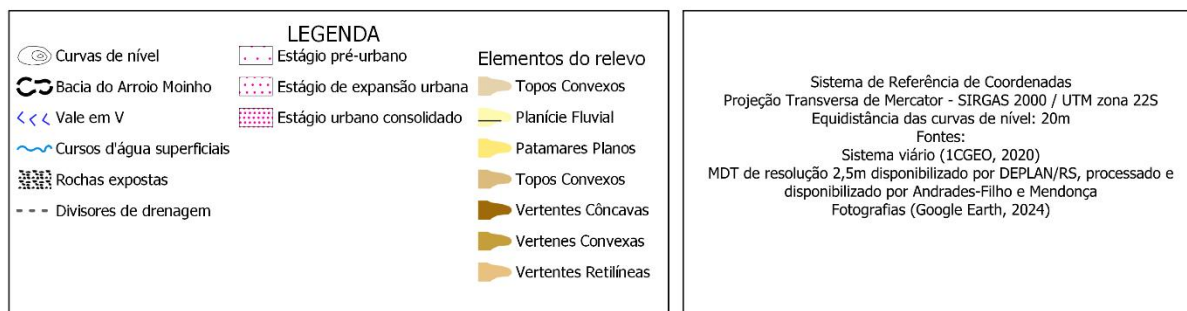 LEGENDA
Curvas de nível
Bacia do Arroio Moinho
Vale em V
Cursos d'água superficiais
Rochas expostas
Divisores de drenagem
Estágio pré-urbano
Estágio de expansão urbana
Estágio urbano consolidado
Elementos do relevo
Topos Convexos
Planície Fluvial
Patamares Planos
Topos Convexos
Vertentes Côncavas
Vertenes Convexas
Vertentes Retilíneas
Sistema de Referência de Coordenadas
Projeção Transversa de Mercator - SIRGAS 2000 / UTM zona 22S
Equidistância das curvas de nível: 20m
Fontes:
Sistema viário (1CGEO, 2020)
MDT de resolução 2,5m disponibilizado por DEPLAN/RS, processado e
disponibilizado por Andrades-Filho e Mendonça
Fotografias (Google Earth, 2024)